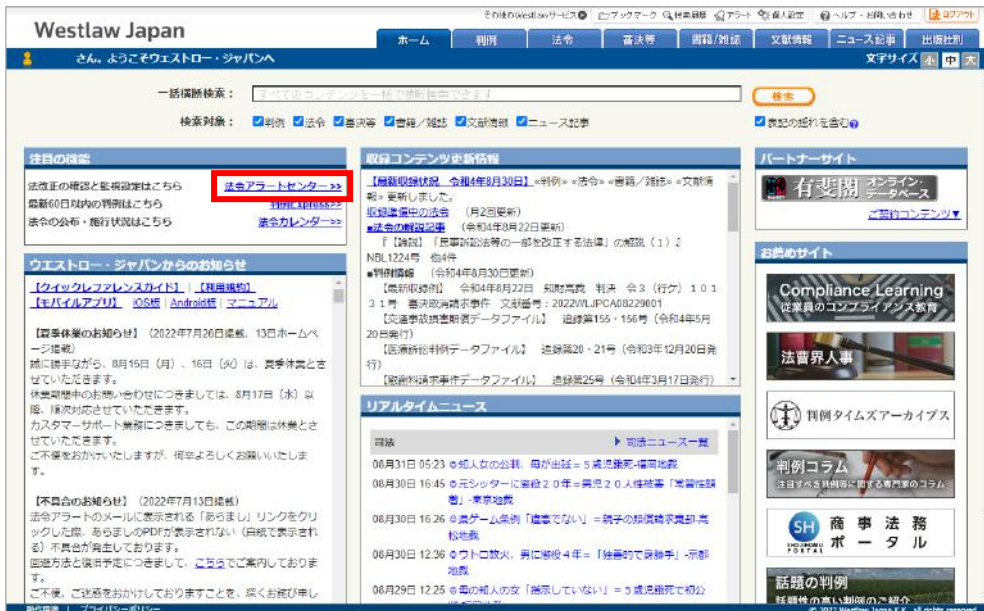 その他のWestlawサービス
ブックマーク
検索履歴
アラート
個人設定
ヘルプ・お問い合わせ
ログアウト
Westlaw Japan
ホーム
判例
法令
審決等
書籍/雑誌
文献情報
ニュース記事
出版社別
さん。ようこそウエストロー・ジャパンへ
文字サイズ 小 中 大
一括横断検索：
すべてのコンテンツを一括で横断検索できます
検索
検索対象：
判例 法令 審決等 書籍／雑誌 文献情報 ニュース記事
表記の揺れを含む
注目の機能
法改正の確認と監視設定はこちら 法令アラートセンター>>
最新60日以内の判例はこちら 判例Express>>
法令の公布・施行状況はこちら 法令カレンダー>>
ウエストロー・ジャパンからのお知らせ
【クイックレファレンスガイド】 | 【利用規約】
【モバイルアプリ】 iOS版 | Android版 | マニュアル
【夏季休業のお知らせ】（2022年7月26日掲載、13日ホームペ
ージ掲載）
誠に勝手ながら、8月15日（月）、16日（火）は、夏季休業とさ
せていただきます。
休業期間中のお問い合わせにつきましては、8月17日（水）以
降、順次対応させていただきます。
カスタマーサポート業務につきましても、この期間は休業とさ
せていただきます。
ご不便をおかけいたしますが、何卒よろしくお願いいたしま
す。
【不具合のお知らせ】（2022年7月13日掲載）
法令アラートのメールに表示される「あらまし」リンクをクリ
ックした際、あらましのPDFが表示されない（白紙で表示され
る）不具合が発生しております。
回避方法と復旧予定につきまして、こちらでご案内しておりま
す。
ご不便、ご迷惑をおかけしておりますことを、深くお詫び申し
収録コンテンツ更新情報
【最新収録状況 令和4年8月30日】«判例» «法令» «書籍／雑誌» «文献情
報» 更新しました。
収録準備中の法令 （月2回更新）
■法令の解説記事 （令和4年8月22日更新）
『【雑説】「民事訴訟法等の一部を改正する法律」の解説（１）』
NBL1224号 他4件
■判例情報 （令和4年8月30日更新）
【最新収録例】 令和4年8月22日 知財高裁 判決 令３（行ケ）１０１
３１号 審決取消請求事件 文献番号：2022WLJPCA08229001
【交通事故損害賠償データファイル】 追録第155・156号（令和4年5月
20日発行）
【医療訴訟判例データファイル】 追録第20・21号（令和3年12月20日発
行）
【慰謝料請求事件データファイル】 追録第25号（令和4年3月17日発行）
リアルタイムニュース
司法
司法ニュース一覧
08月31日 05:23 知人女の公判、母が出廷＝５歳児餓死-福岡地裁
08月30日 16:45 元シッターに懲役２０年＝男児２０人性被害「常習性顕
著」-東京地裁
08月30日 16:26 県ゲーム条例「違憲でない」＝親子の賠償請求棄却-高
松地裁
08月30日 12:36 ウトロ放火、男に懲役４年＝「独善的で身勝手」-京都
地裁
08月29日 12:25 母の知人の女「指示していない」＝５歳児餓死で初公
パートナーサイト
有斐閣 オンライン・データベース
ご契約コンテンツ▼
お薦めサイト
Compliance Learning
従業員のコンプライアンス教育
法曹界人事
判例タイムズアーカイブス
判例コラム
注目すべき判例等に関する専門家のコラム
SH
SHOJIHOMU
PORTAL
商事法務
ポータル
話題の判例
話題性の高い判例のご紹介
動作環境 | プライバシーポリシー
© 2022 Westlaw Japan K.K. all rights reserved